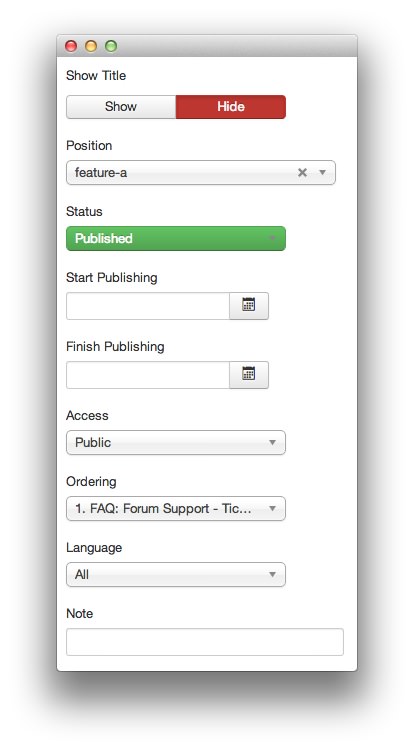 Show Title
Show Hide
Position
feature-a
Status
Published
Start Publishing
Finish Publishing
Access
Public
Ordering
1. FAQ: Forum Support - Tic...
Language
All
Note